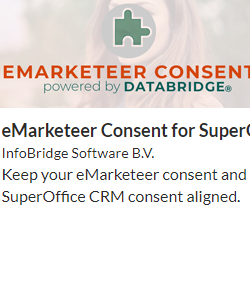 EMARKETEER CONSENT
powered by DATABRIDGE®
eMarketeer Consent for Super
InfoBridge Software B.V.
Keep your eMarketeer consent and
SuperOffice CRM consent aligned.